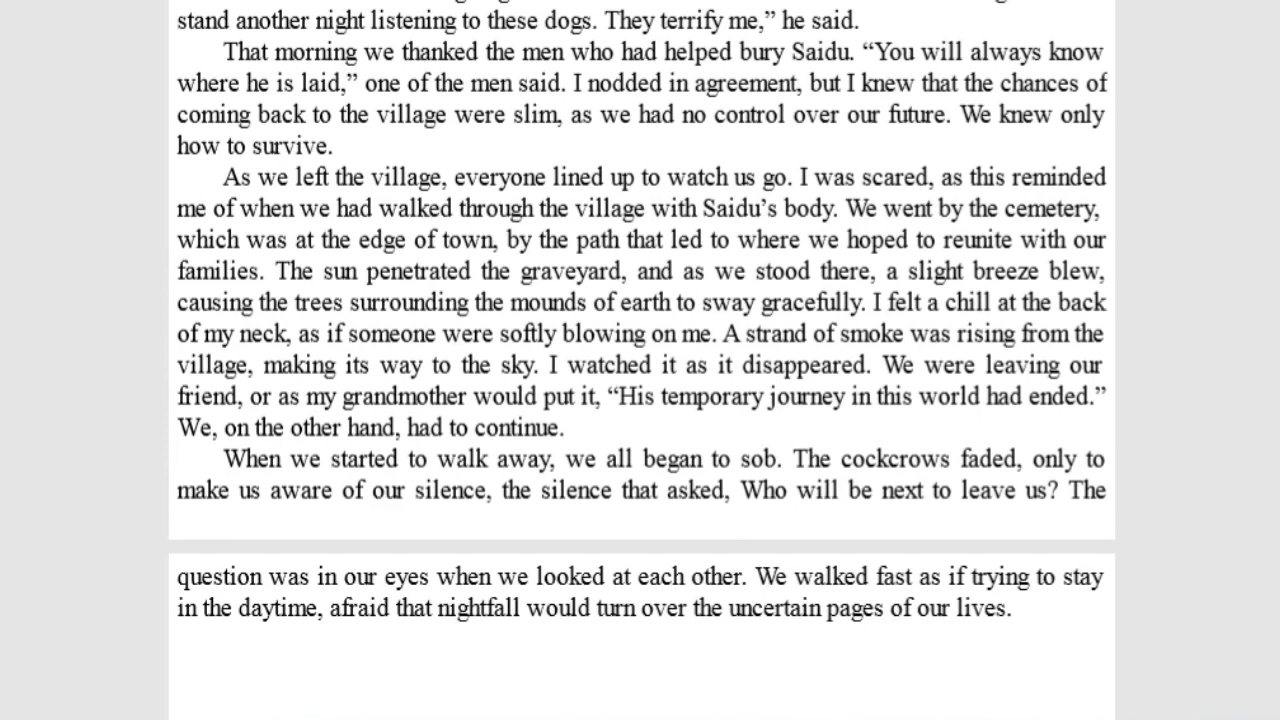 stand another night listening to these dogs. They terrify me,” he said.
That morning we thanked the men who had helped bury Saidu. “You will always know
where he is laid,” one of the men said. I nodded in agreement, but I knew that the chances of
coming back to the village were slim, as we had no control over our future. We knew only
how to survive.
As we left the village, everyone lined up to watch us go. I was scared, as this reminded
me of when we had walked through the village with Saidu’s body. We went by the cemetery,
which was at the edge of town, by the path that led to where we hoped to reunite with our
families. The sun penetrated the graveyard, and as we stood there, a slight breeze blew,
causing the trees surrounding the mounds of earth to sway gracefully. I felt a chill at the back
of my neck, as if someone were softly blowing on me. A strand of smoke was rising from the
village, making its way to the sky. I watched it as it disappeared. We were leaving our
friend, or as my grandmother would put it, “His temporary journey in this world had ended.”
We, on the other hand, had to continue.
When we started to walk away, we all began to sob. The cockcrows faded, only to
make us aware of our silence, the silence that asked, Who will be next to leave us? The
question was in our eyes when we looked at each other. We walked fast as if trying to stay
in the daytime, afraid that nightfall would turn over the uncertain pages of our lives.